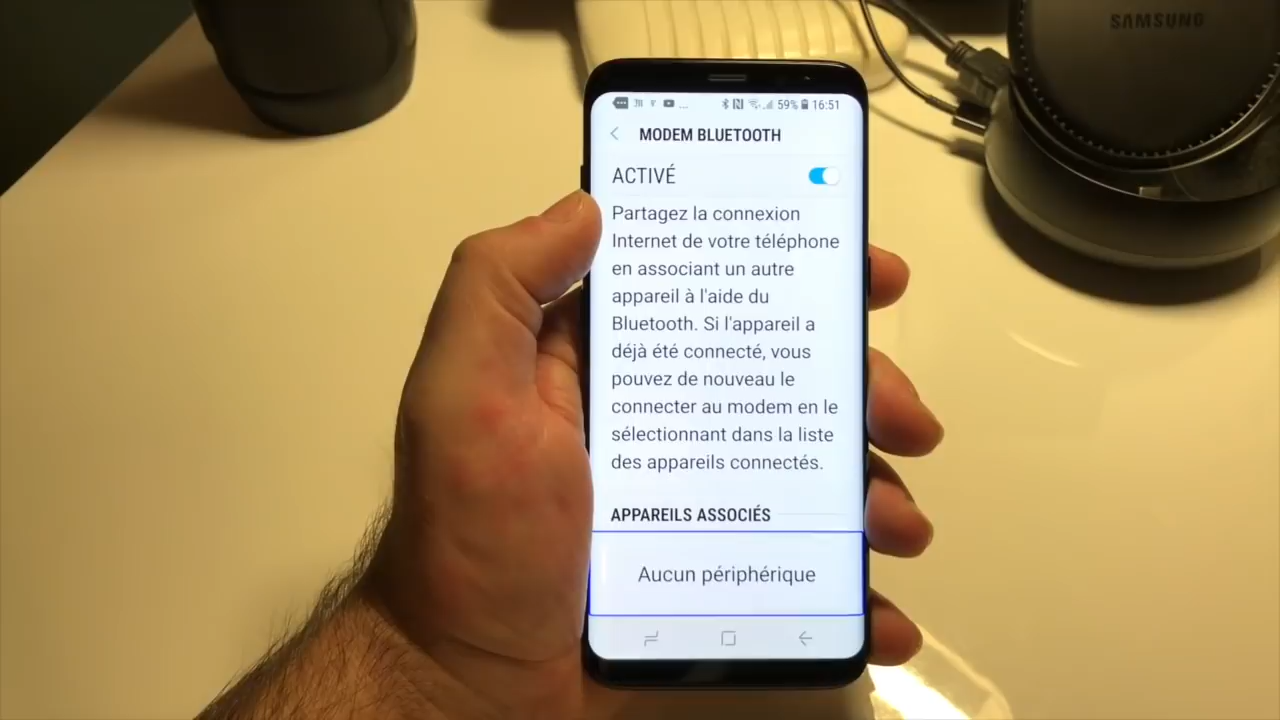 SAMSUNG
59% 16:51
MODEM BLUETOOTH
ACTIVÉ
Partagez la connexion
Internet de votre téléphone
en associant un autre
appareil à l'aide du
Bluetooth. Si l'appareil a
déjà été connecté, vous
pouvez de nouveau le
connecter au modem en le
sélectionnant dans la liste
des appareils connectés.
APPAREILS ASSOCIÉS
Aucun périphérique